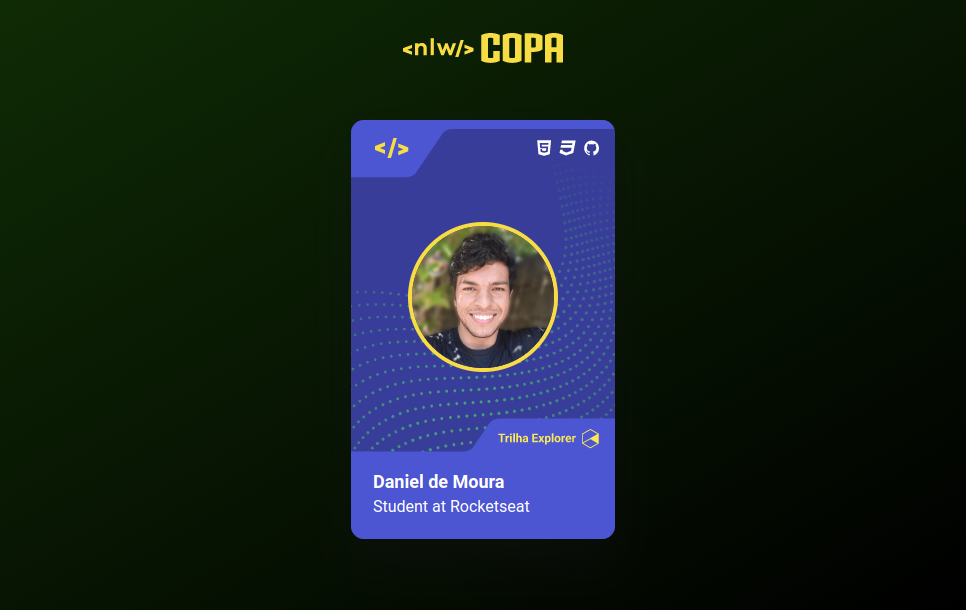 <nlw/> COPA
</>
Trilha Explorer
Daniel de Moura
Student at Rocketseat